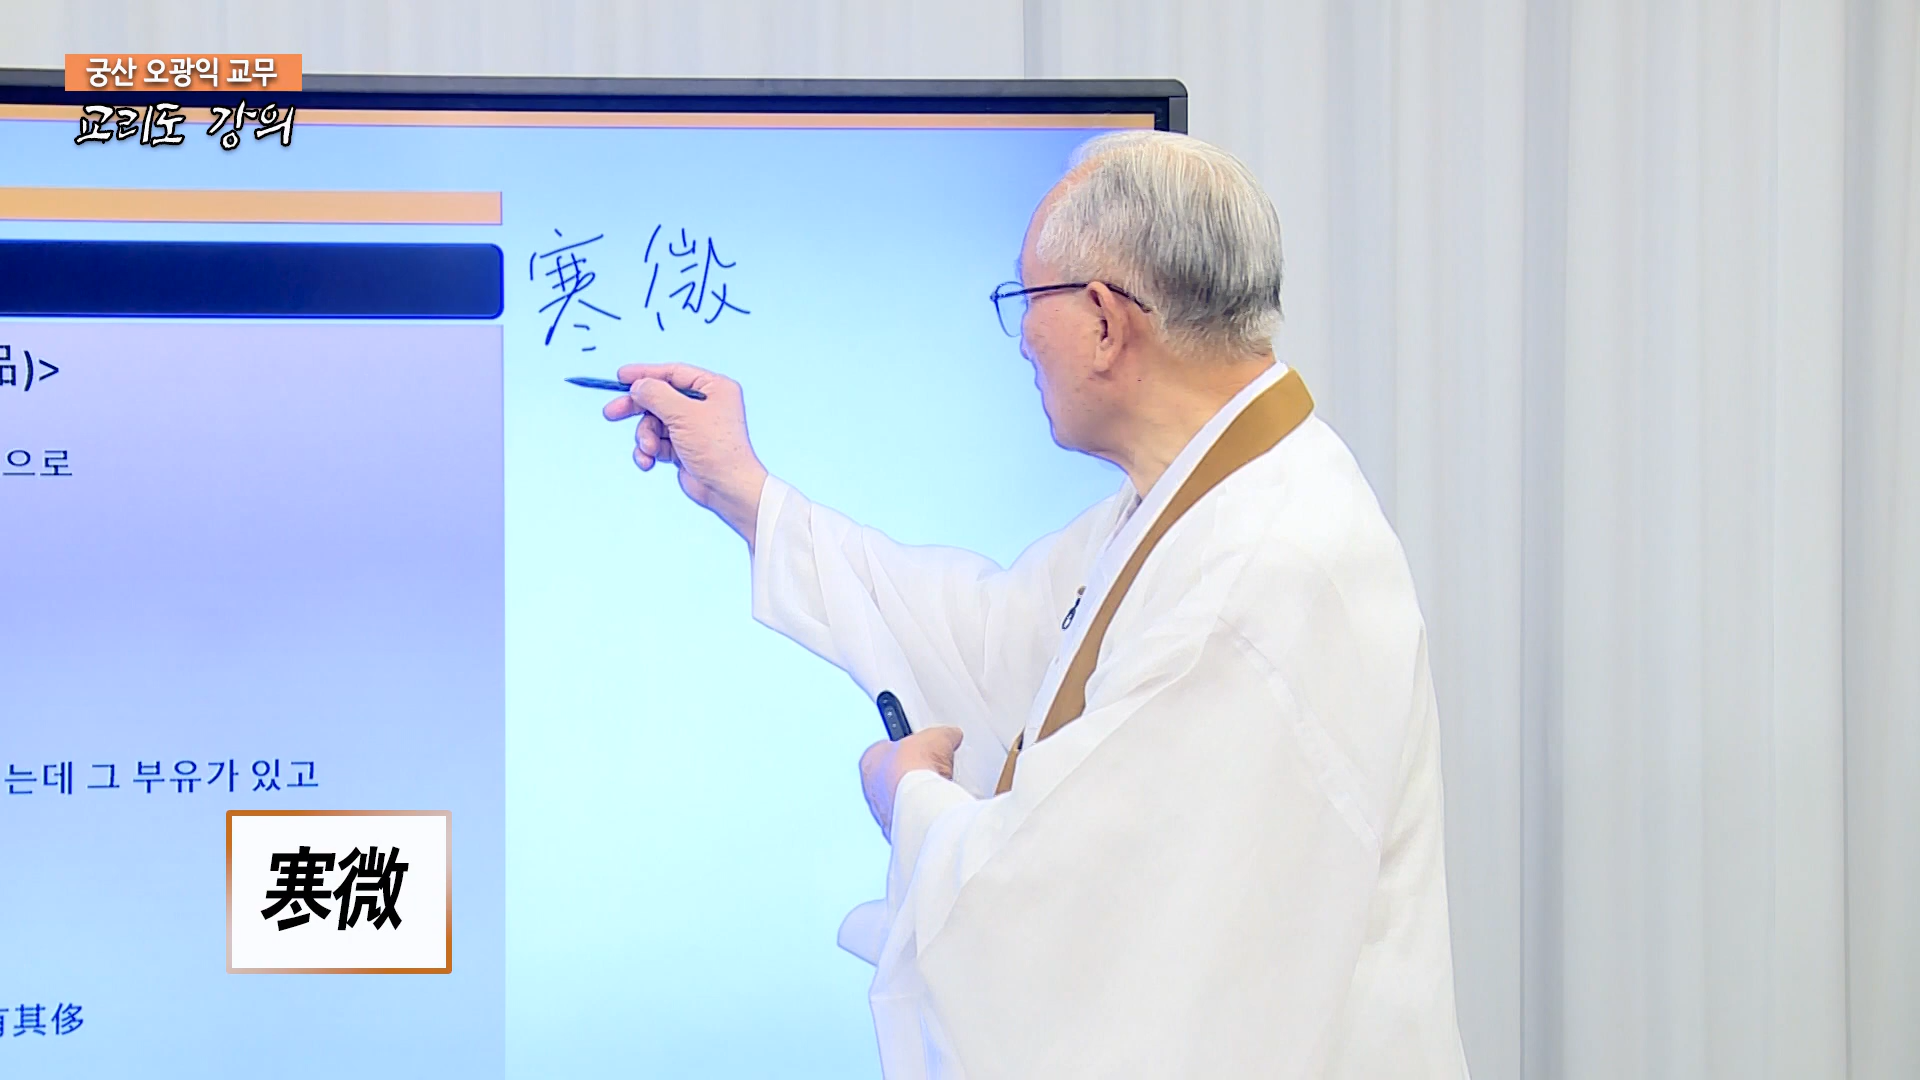 궁산 오광익 교무
교리도 강의
寒微
品)>
으로
는데 그 부유가 있고
寒微
有其侈